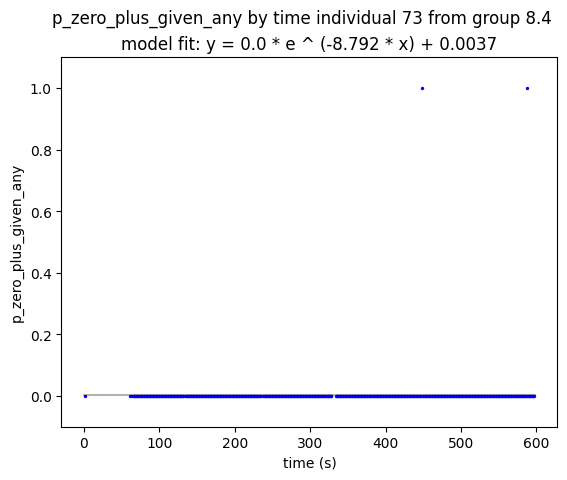 p_zero_plus_given_any by time individual 73 from group 8.4
model fit: y = 0.0 * e ^ (-8.792 * x) + 0.0037
1.0
0.8
0.6
0.4
0.2
0.0
p_zero_plus_given_any
0 100 200 300 400 500 600
time (s)